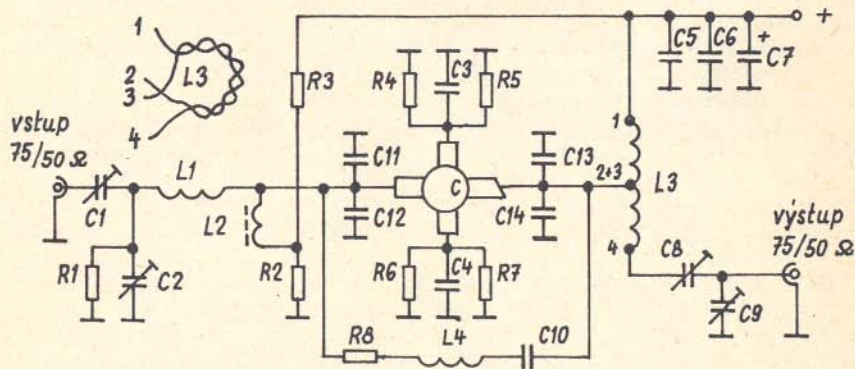 1
2
3
4
L3
vstup
75/50 Ω
C1
R1
C2
L1
L2
R3
R2
C11
C12
R4
C3
R5
C
R6
C4
R7
C13
C14
R8
L4
C10
C5
C6
+
C7
+
1
2+3
L3
4
C8
C9
výstup
75/50 Ω